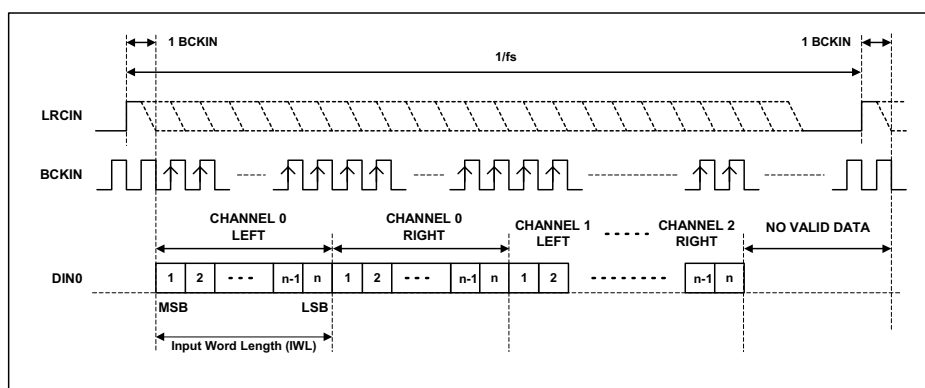 1 BCKIN
1/fs
1 BCKIN
LRCIN
BCKIN
CHANNEL 0
LEFT
CHANNEL 0
RIGHT
CHANNEL 1
LEFT
CHANNEL 2
RIGHT
NO VALID DATA
DIN0
1 2 n-1 n 1 2 n-1 n 1 2 n-1 n
MSB LSB
Input Word Length (IWL)